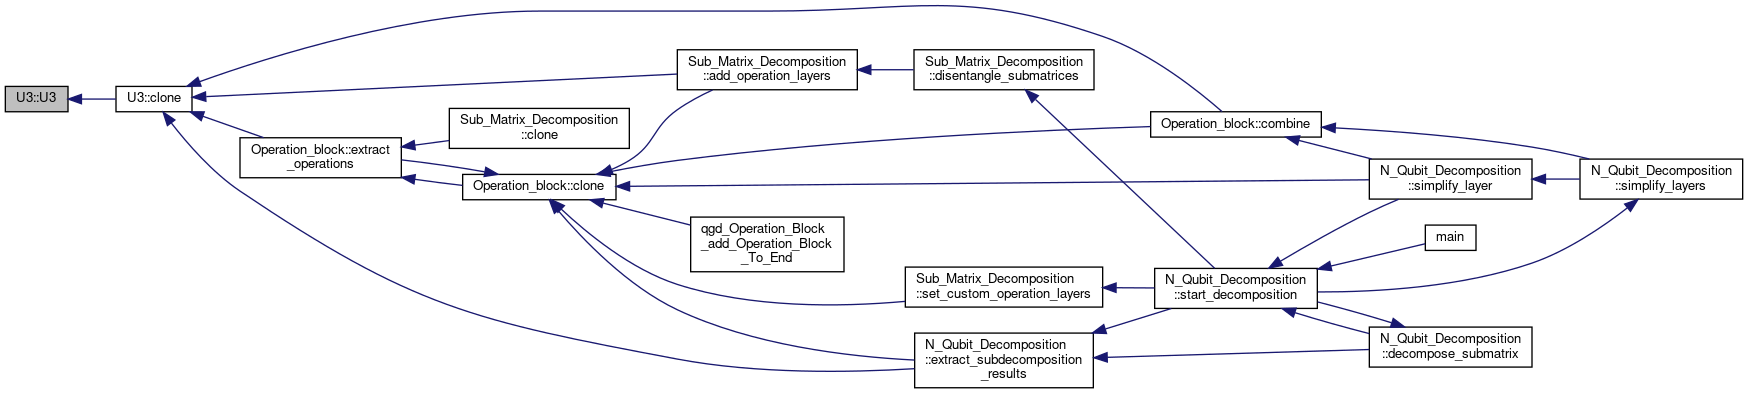 U3::U3
U3::clone
Operation_block::extract
_operations
Sub_Matrix_Decomposition
::clone
Operation_block::clone
Sub_Matrix_Decomposition
::add_operation_layers
qgd_Operation_Block
_add_Operation_Block
_To_End
Sub_Matrix_Decomposition
::disentangle_submatrices
Sub_Matrix_Decomposition
::set_custom_operation_layers
N_Qubit_Decomposition
::extract_subdecomposition
_results
Operation_block::combine
N_Qubit_Decomposition
::start_decomposition
N_Qubit_Decomposition
::simplify_layer
main
N_Qubit_Decomposition
::decompose_submatrix
N_Qubit_Decomposition
::simplify_layers